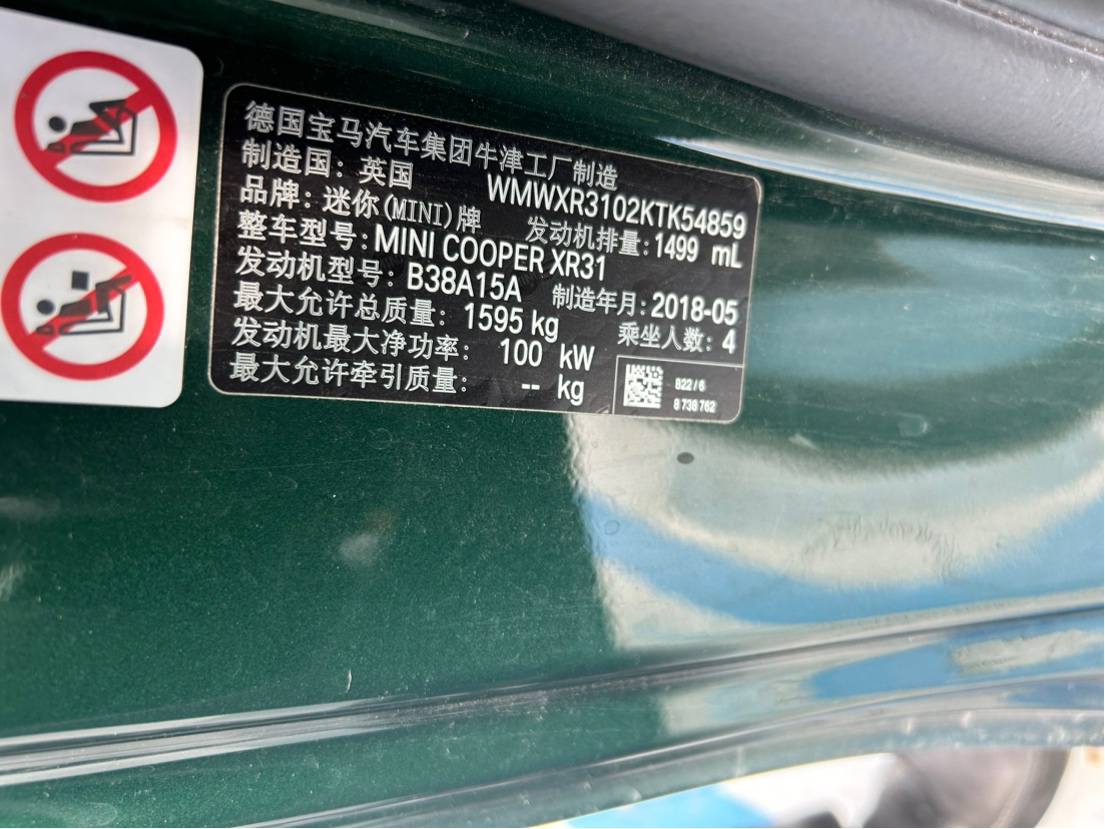 德国宝马汽车集团牛津工厂制造
制造国: 英国 WMWXR3102KTK54859
品牌: 迷你(MINI)牌 发动机排量: 1499 mL
整车型号: MINI COOPER XR31
发动机型号: B38A15A 制造年月: 2018-05
最大允许总质量: 1595 kg 乘坐人数: 4
发动机最大净功率: 100 kW
最大允许牵引质量: -- kg
822/6
8 738 762